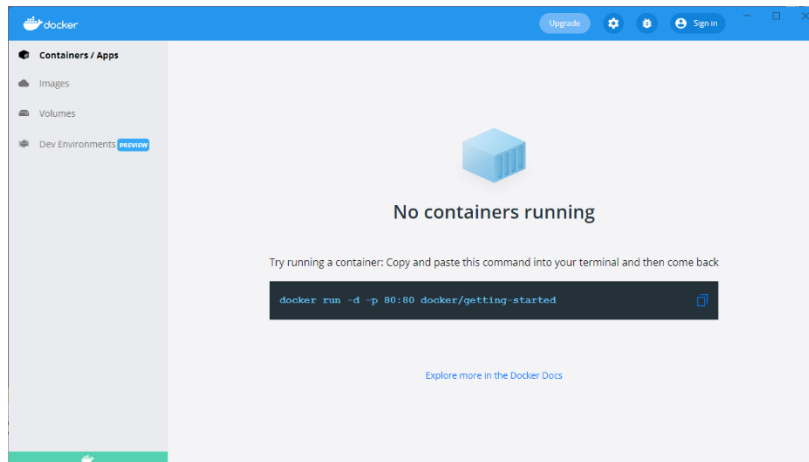 docker
Upgrade
Sign in
Containers / Apps
Images
Volumes
Dev Environments PREVIEW
No containers running
Try running a container: Copy and paste this command into your terminal and then come back
docker run -d -p 80:80 docker/getting-started
Explore more in the Docker Docs